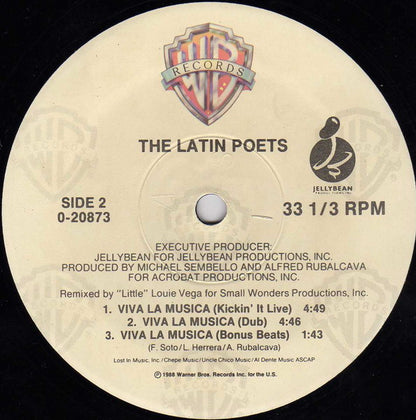 WB
RECORDS
THE LATIN POETS
JELLYBEAN
SIDE 2
0-20873
33 1/3 RPM
EXECUTIVE PRODUCER:
JELLYBEAN FOR JELLYBEAN PRODUCTIONS, INC.
PRODUCED BY MICHAEL SEMBELLO AND ALFRED RUBALCAVA
FOR ACROBAT PRODUCTIONS, INC.
Remixed by "Little" Louie Vega for Small Wonders Productions, Inc.
1. VIVA LA MUSICA (Kickin' It Live) 4:49
2. VIVA LA MUSICA (Dub) 4:46
3. VIVA LA MUSICA (Bonus Beats) 1:43
(F. Soto/L. Herrera/A. Rubalcava)
Lost In Music, Inc./Chepe Music/Uncle Chico Music/Al Dente Music ASCAP
℗1988 Warner Bros. Records Inc. for the U.S.